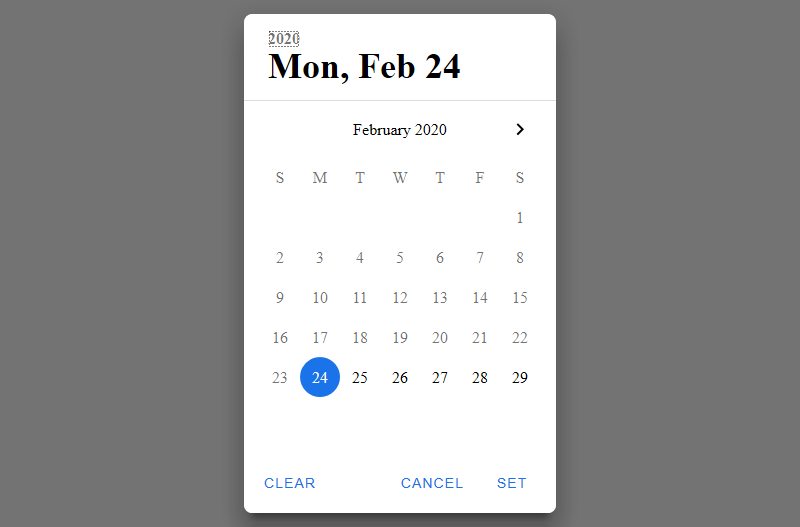 2020
Mon, Feb 24
February 2020
S M T W T F S
1
2 3 4 5 6 7 8
9 10 11 12 13 14 15
16 17 18 19 20 21 22
23 24 25 26 27 28 29
CLEAR CANCEL SET